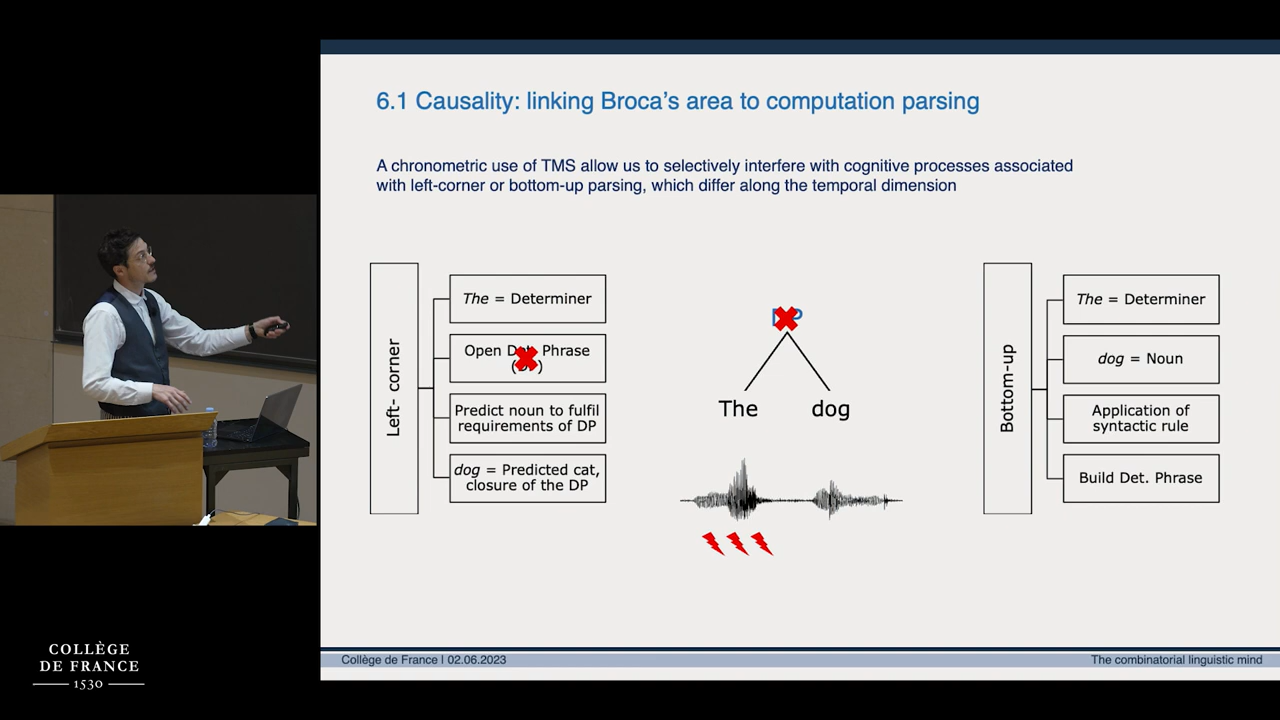 6.1 Causality: linking Broca's area to computation parsing
A chronometric use of TMS allow us to selectively interfere with cognitive processes associated
with left-corner or bottom-up parsing, which differ along the temporal dimension
Left- corner
The = Determiner
Open Phrase
Predict noun to fulfil
requirements of DP
dog = Predicted cat,
closure of the DP
The dog
Bottom-up
The = Determiner
dog = Noun
Application of
syntactic rule
Build Det. Phrase
COLLÈGE
DE FRANCE
1530
Collège de France I 02.06.2023
The combinatorial linguistic mind